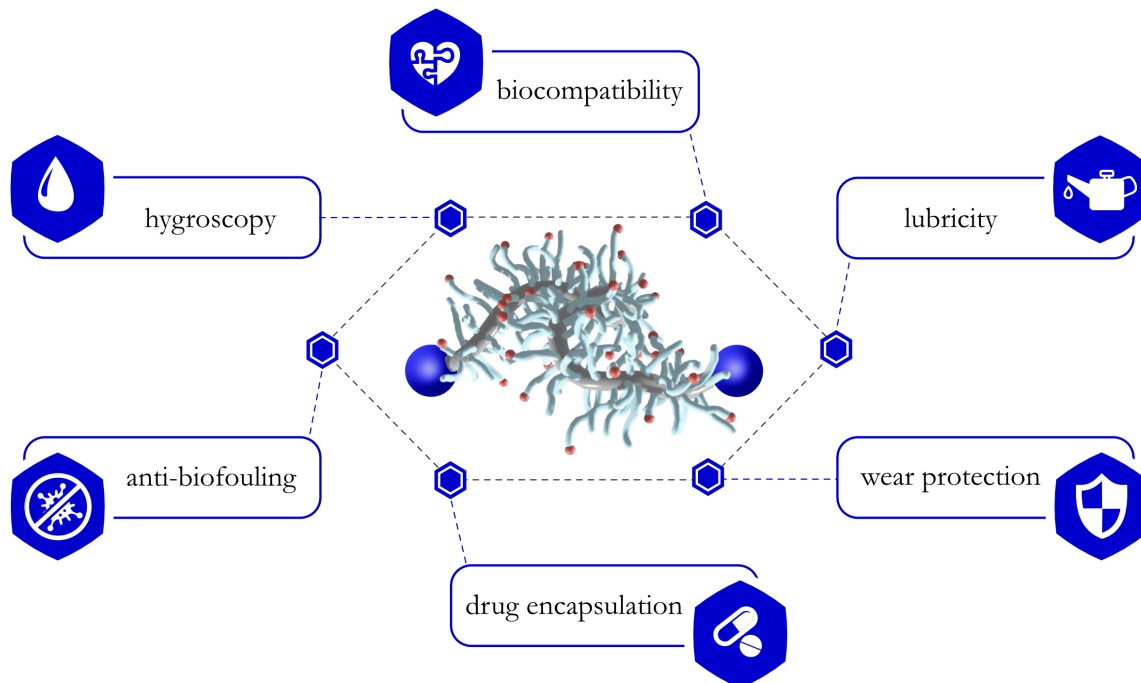 biocompatibility
hygroscopy
lubricity
anti-biofouling
wear protection
drug encapsulation